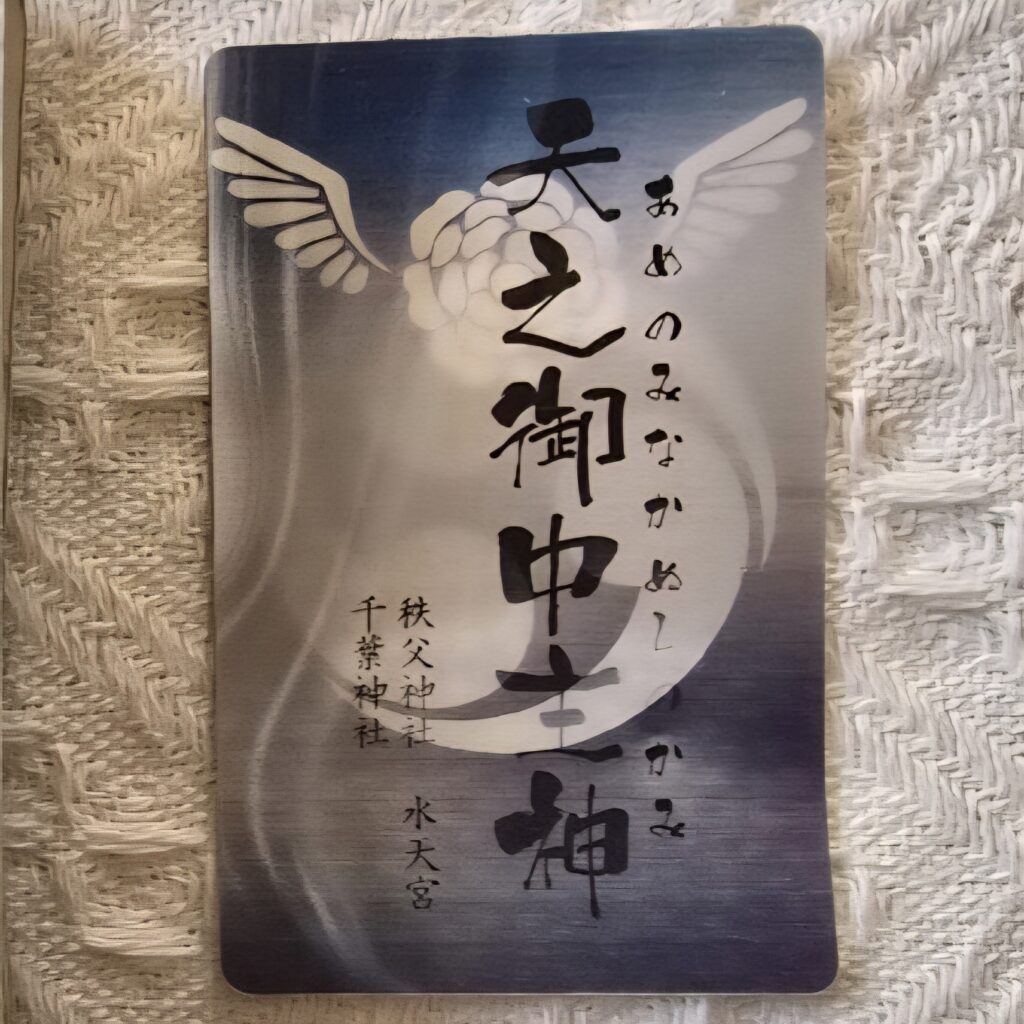 あめのみなかぬしのかみ
天之御中主神
秩父神社 水天宮
千葉神社